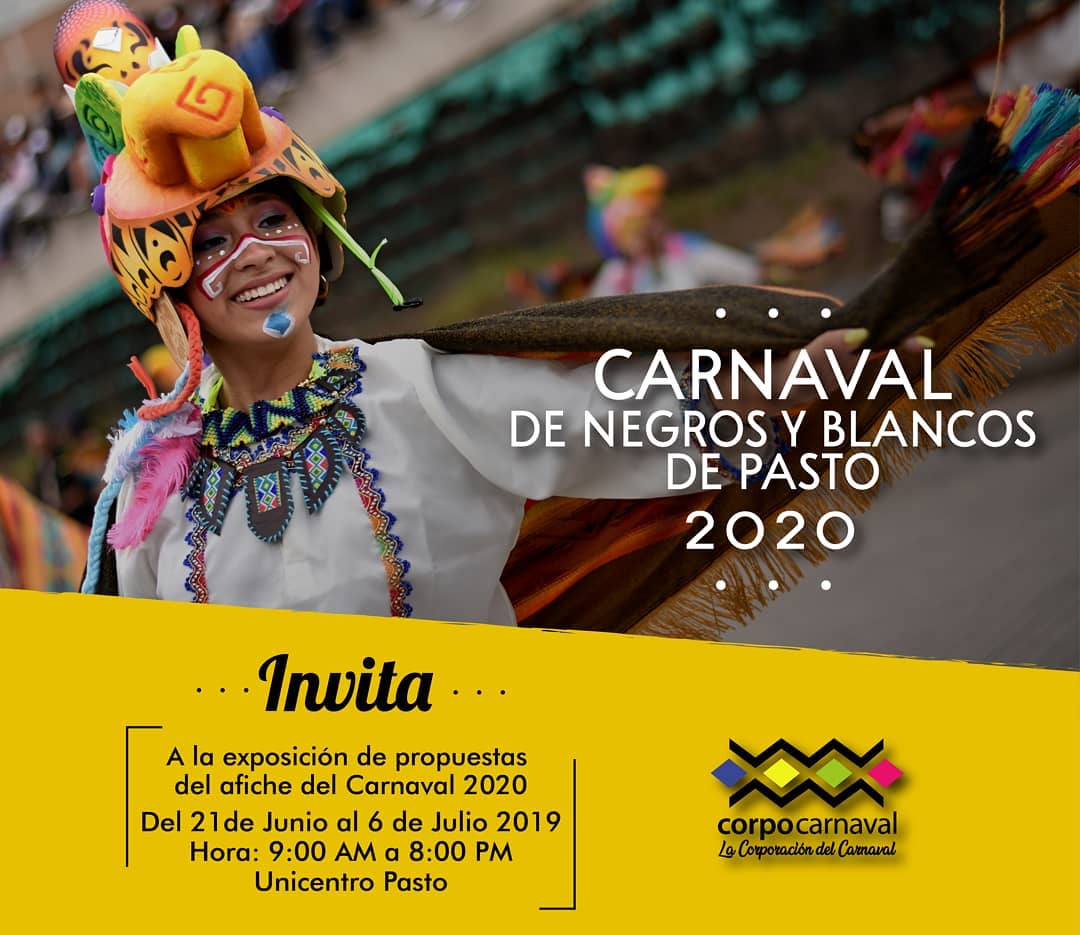 CARNAVAL
DE NEGROS Y BLANCOS
DE PASTO
2020
Invita
A la exposición de propuestas
del afiche del Carnaval 2020
Del 21de Junio al 6 de Julio 2019
Hora: 9:00 AM a 8:00 PM
Unicentro Pasto
corpocarnaval
La Corporación del Carnaval